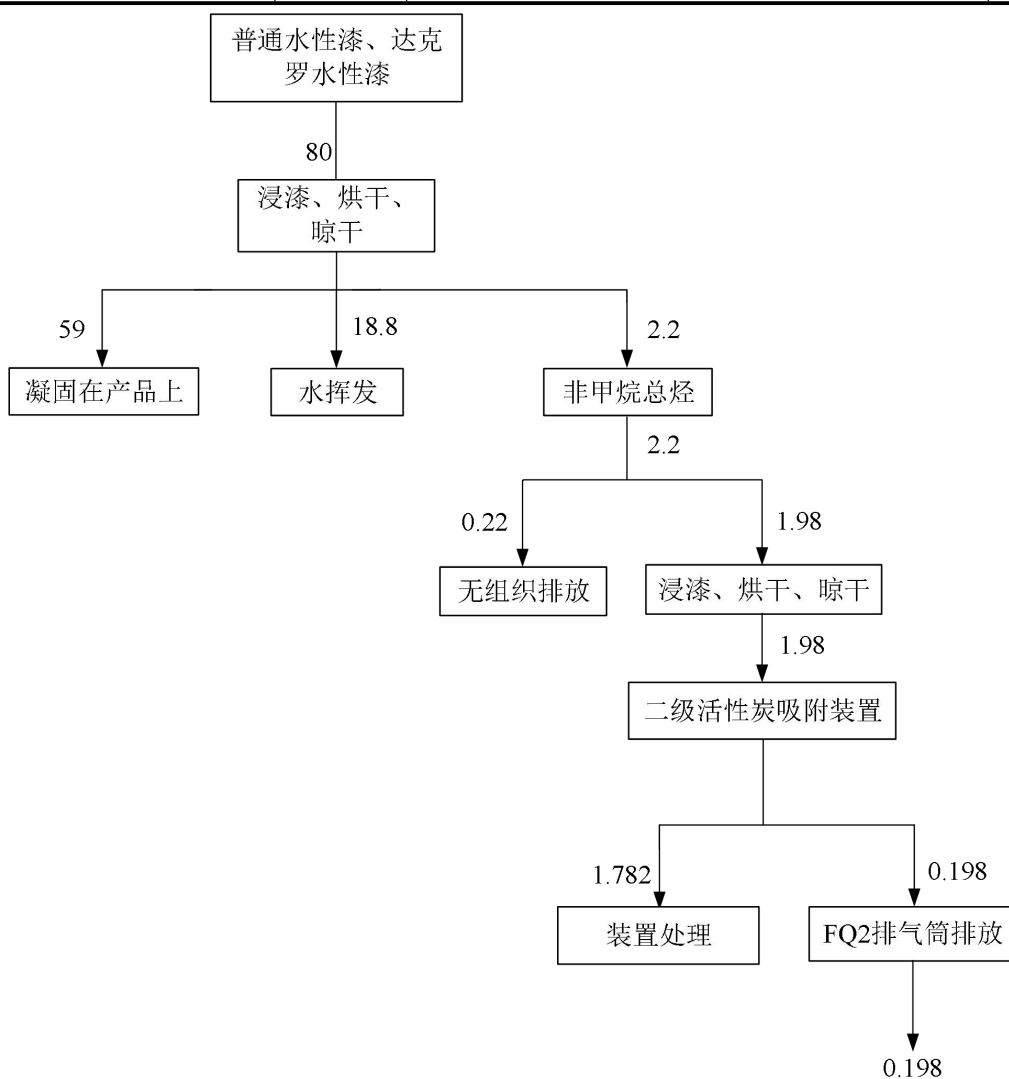 普通水性漆、达克
罗水性漆
80
浸漆、烘干、
晾干
59
18.8
2.2
凝固在产品上
水挥发
非甲烷总烃
2.2
0.22
1.98
无组织排放
浸漆、烘干、晾干
1.98
二级活性炭吸附装置
1.782
0.198
装置处理
FQ2排气筒排放
0.198